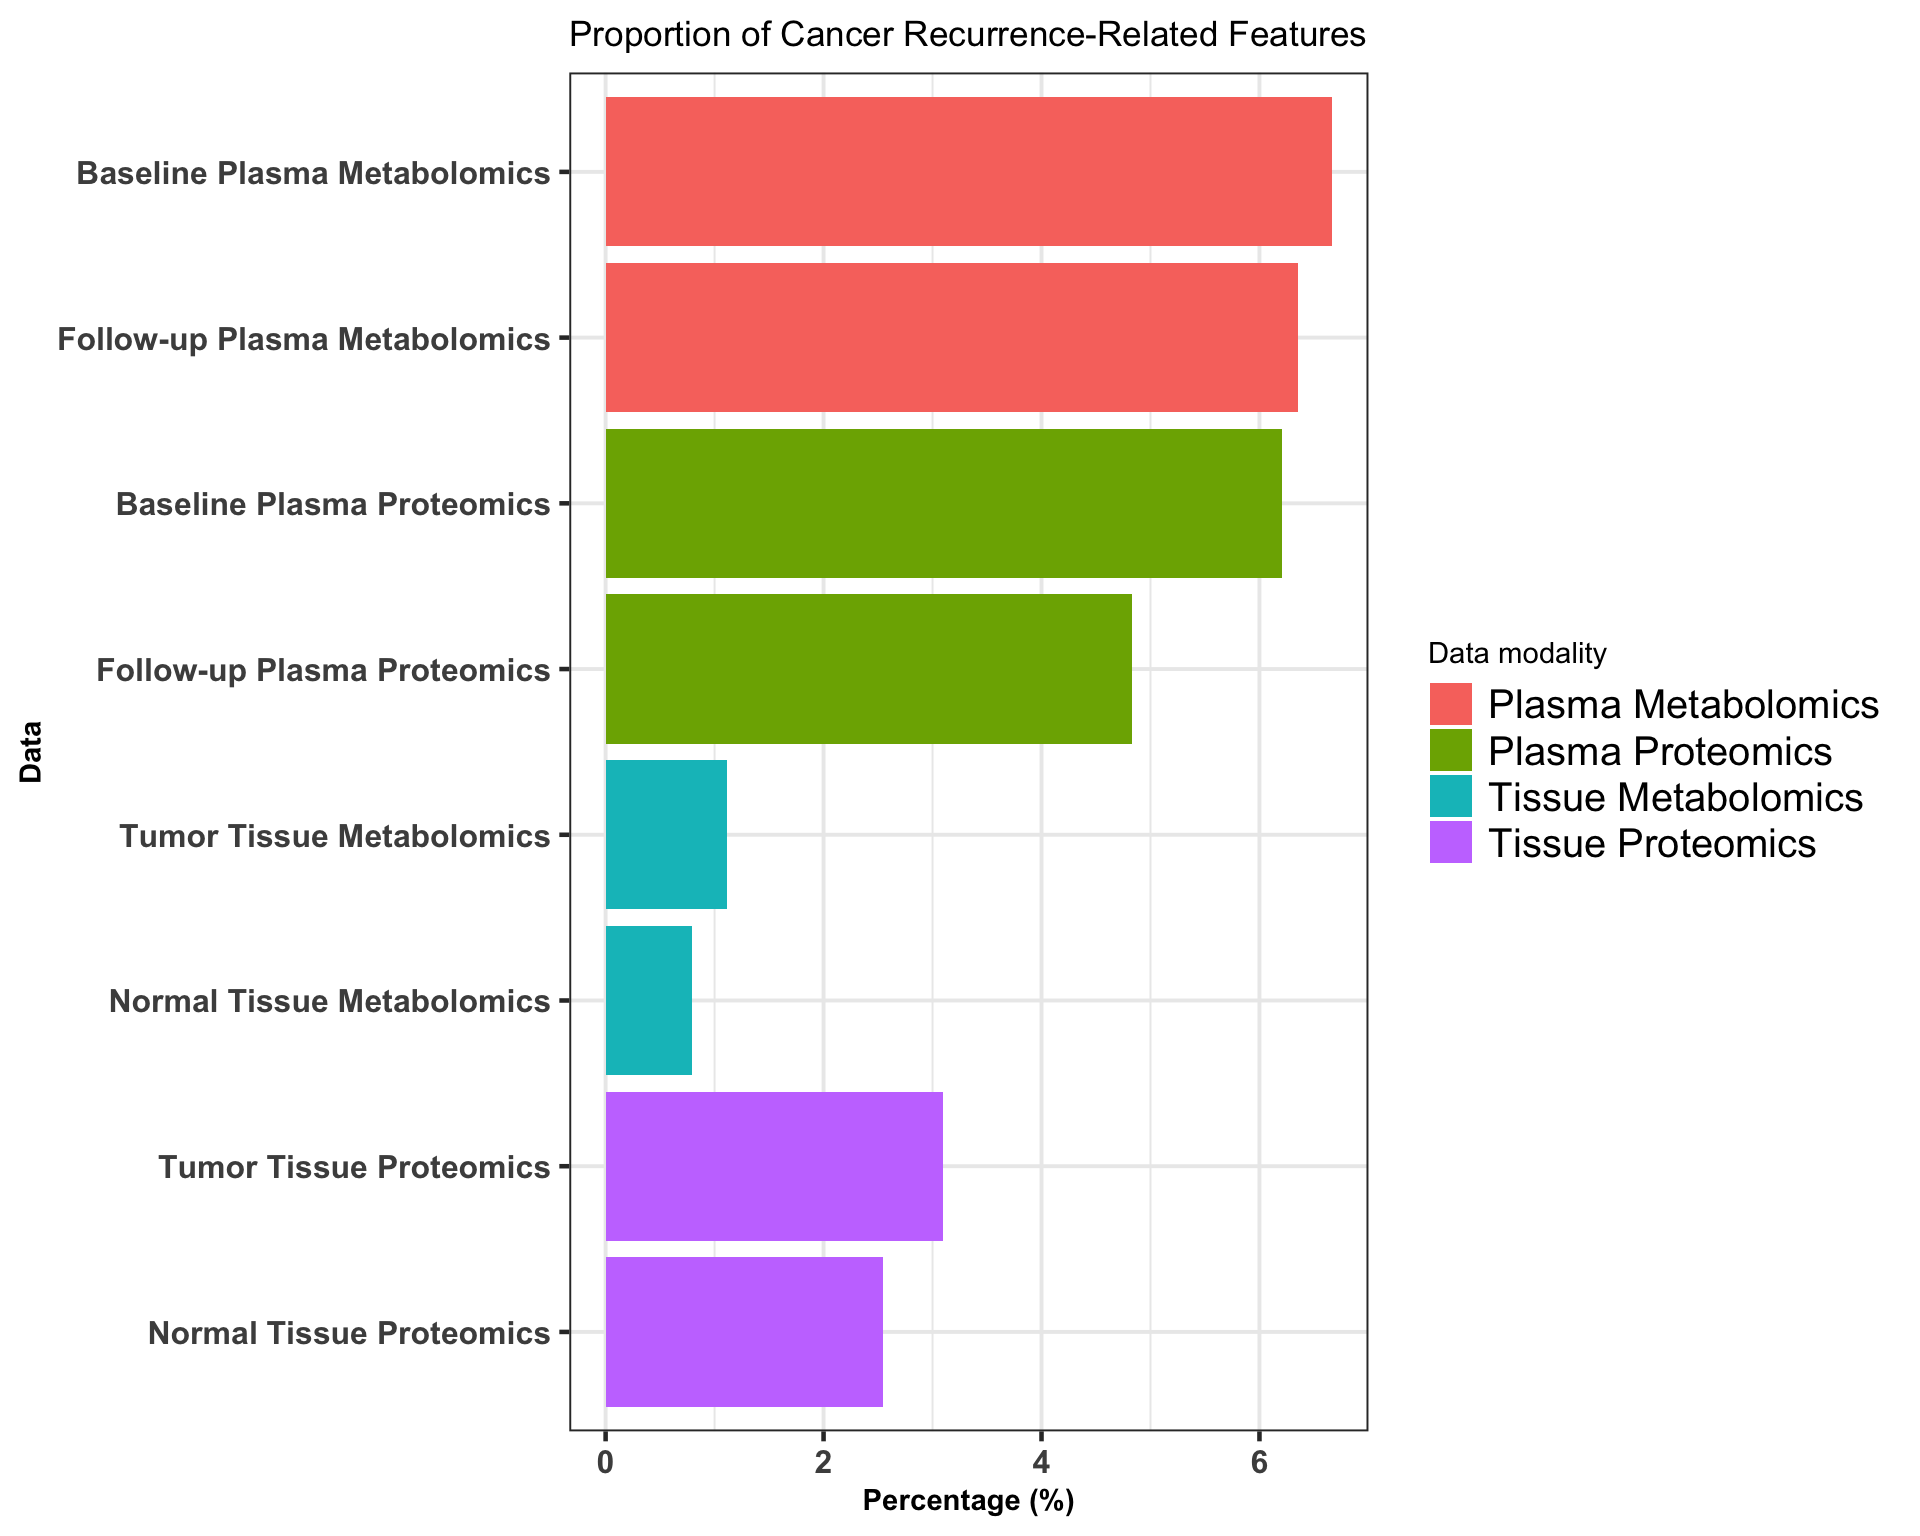 Proportion of Cancer Recurrence-Related Features
Data
Baseline Plasma Metabolomics
Follow-up Plasma Metabolomics
Baseline Plasma Proteomics
Follow-up Plasma Proteomics
Tumor Tissue Metabolomics
Normal Tissue Metabolomics
Tumor Tissue Proteomics
Normal Tissue Proteomics
0 2 4 6
Percentage (%)
Data modality
Plasma Metabolomics
Plasma Proteomics
Tissue Metabolomics
Tissue Proteomics